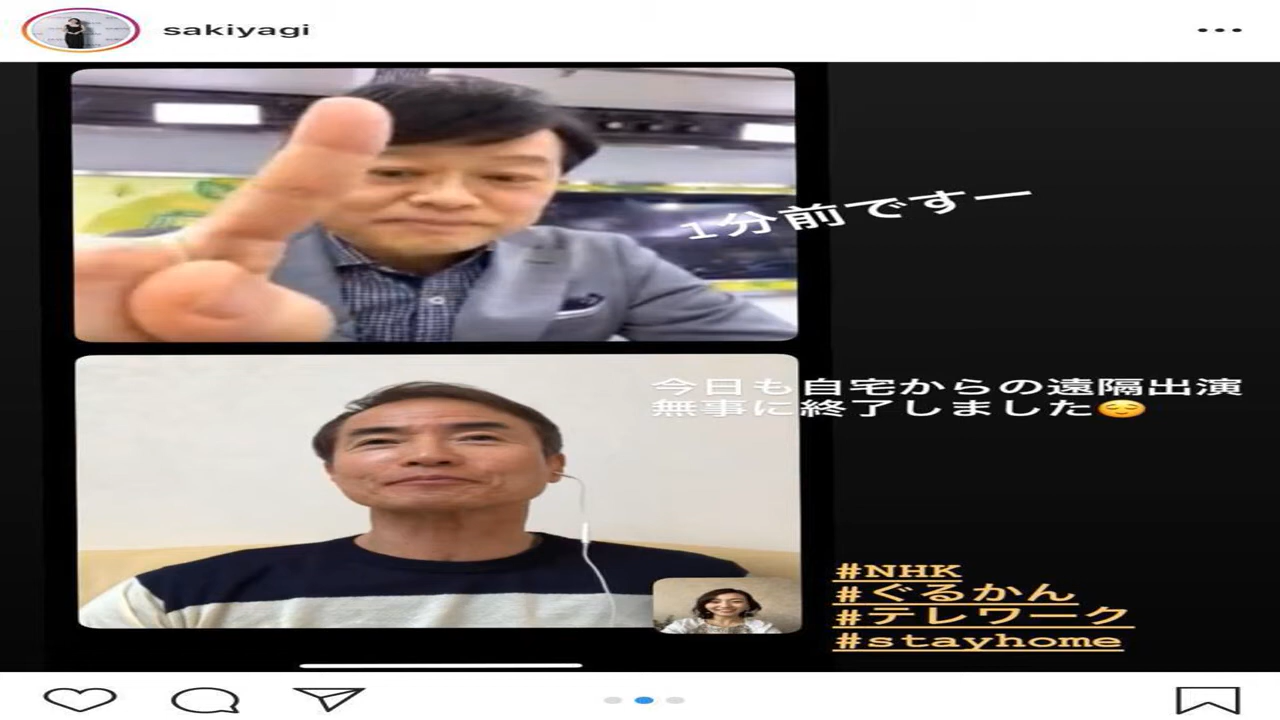 sakiyagi
1分前ですー
今日も自宅からの遠隔出演
無事に終了しました😌
#NHK
#ぐるかん
#テレワーク
#stayhome